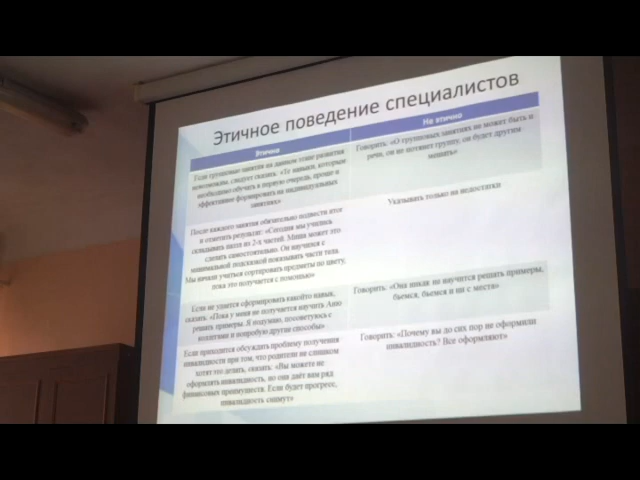 Этичное поведение специалистов
Этично
Не этично
Если групповые занятия на данном этапе развития
невозможны, следует сказать: «Те навыки, которым
необходимо обучить в первую очередь, проще и
эффективнее формировать на индивидуальных
занятиях»
Говорить: «О групповых занятиях не может быть и
речи, он не потянет группу, он будет другим
мешать»
После каждого занятия обязательно подвести итог
и отметить результат: «Сегодня мы учились
складывать пазл из 2-х частей. Миша может это
сделать самостоятельно. Он научился с
минимальной подсказкой показывать части тела.
Мы начали учиться сортировать предметы по цвету,
пока это получается с помощью»
Указывать только на недостатки
Если не удается сформировать какой-то навык,
сказать: «Пока у меня не получается научить Аню
решать примеры. Я подумаю, посоветуюсь с
коллегами и попробую другие способы»
Говорить: «Она никак не научится решать примеры,
бьемся, бьемся и ни с места»
Если приходится обсуждать проблему получения
инвалидности при том, что родители не слишком
хотят это делать, сказать: «Вы можете не
оформлять инвалидность, но она даёт вам ряд
финансовых преимуществ. Если будет прогресс,
инвалидность снимут»
Говорить: «Почему вы до сих пор не оформили
инвалидность? Все оформляют»